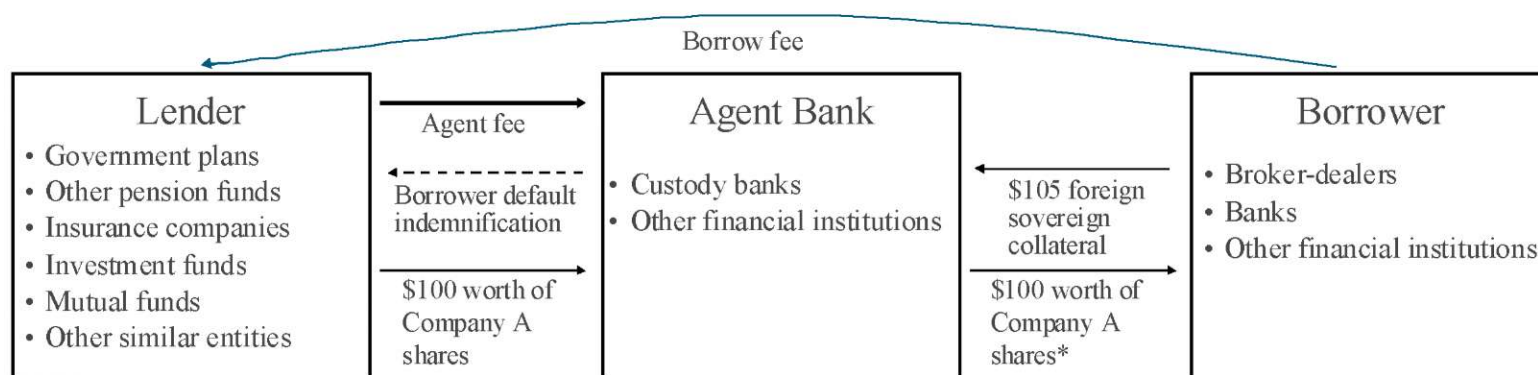 Borrow fee
Lender
• Government plans
• Other pension funds
• Insurance companies
• Investment funds
• Mutual funds
• Other similar entities
Agent fee
Borrower default
indemnification
$100 worth of
Company A
shares
Agent Bank
• Custody banks
• Other financial institutions
$105 foreign
sovereign
collateral
$100 worth of
Company A
shares*
Borrower
• Broker-dealers
• Banks
• Other financial institutions